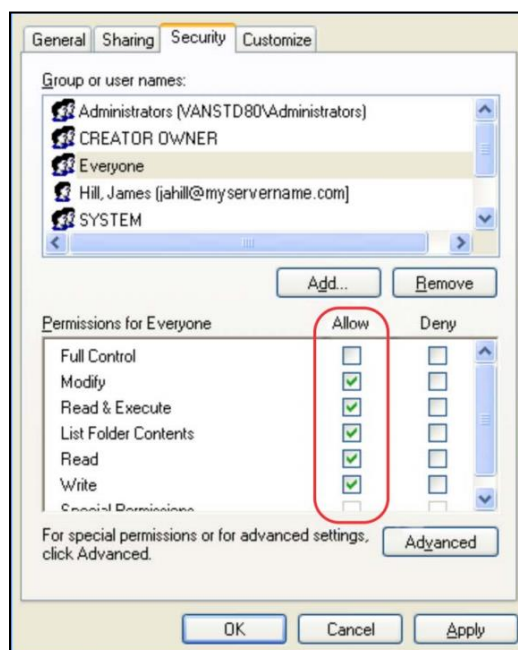 General Sharing Security Customize
Group or user names:
Administrators (VANSTD80\Administrators)
CREATOR OWNER
Everyone
Hill, James (jahill@myservername.com)
SYSTEM
Add... Remove
Permissions for Everyone Allow Deny
Full Control
Modify
Read & Execute
List Folder Contents
Read
Write
Special Permissions
For special permissions or for advanced settings,
click Advanced.
Advanced
OK Cancel Apply